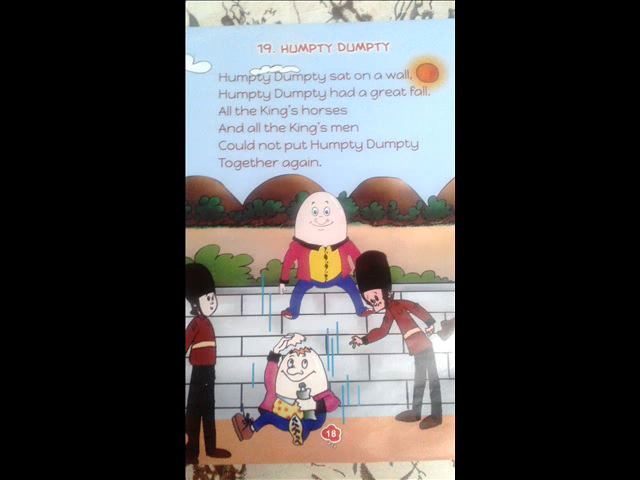 19. HUMPTY DUMPTY
Humpty Dumpty sat on a wall,
Humpty Dumpty had a great fall.
All the King's horses
And all the King's men
Could not put Humpty Dumpty
Together again.
18